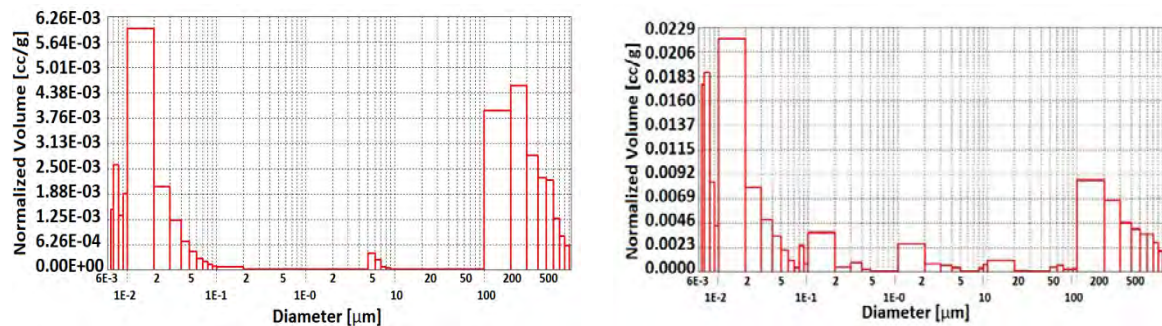 6.26E-03
5.64E-03
5.01E-03
4.38E-03
3.76E-03
3.13E-03
2.50E-03
1.88E-03
1.25E-03
6.26E-04
0.00E+00
Normalized Volume [cc/g]
6E-3 2 5 2 5 2 5 20 50 200 500
1E-2 1E-1 1E-0 10 100
Diameter [µm]
0.0229
0.0206
0.0183
0.0160
0.0137
0.0115
0.0092
0.0069
0.0046
0.0023
0.0000
Normalized Volume [cc/g]
6E-3 2 5 2 5 2 5 20 50 200 500
1E-2 1E-1 1E-0 10 100
Diameter [µm]